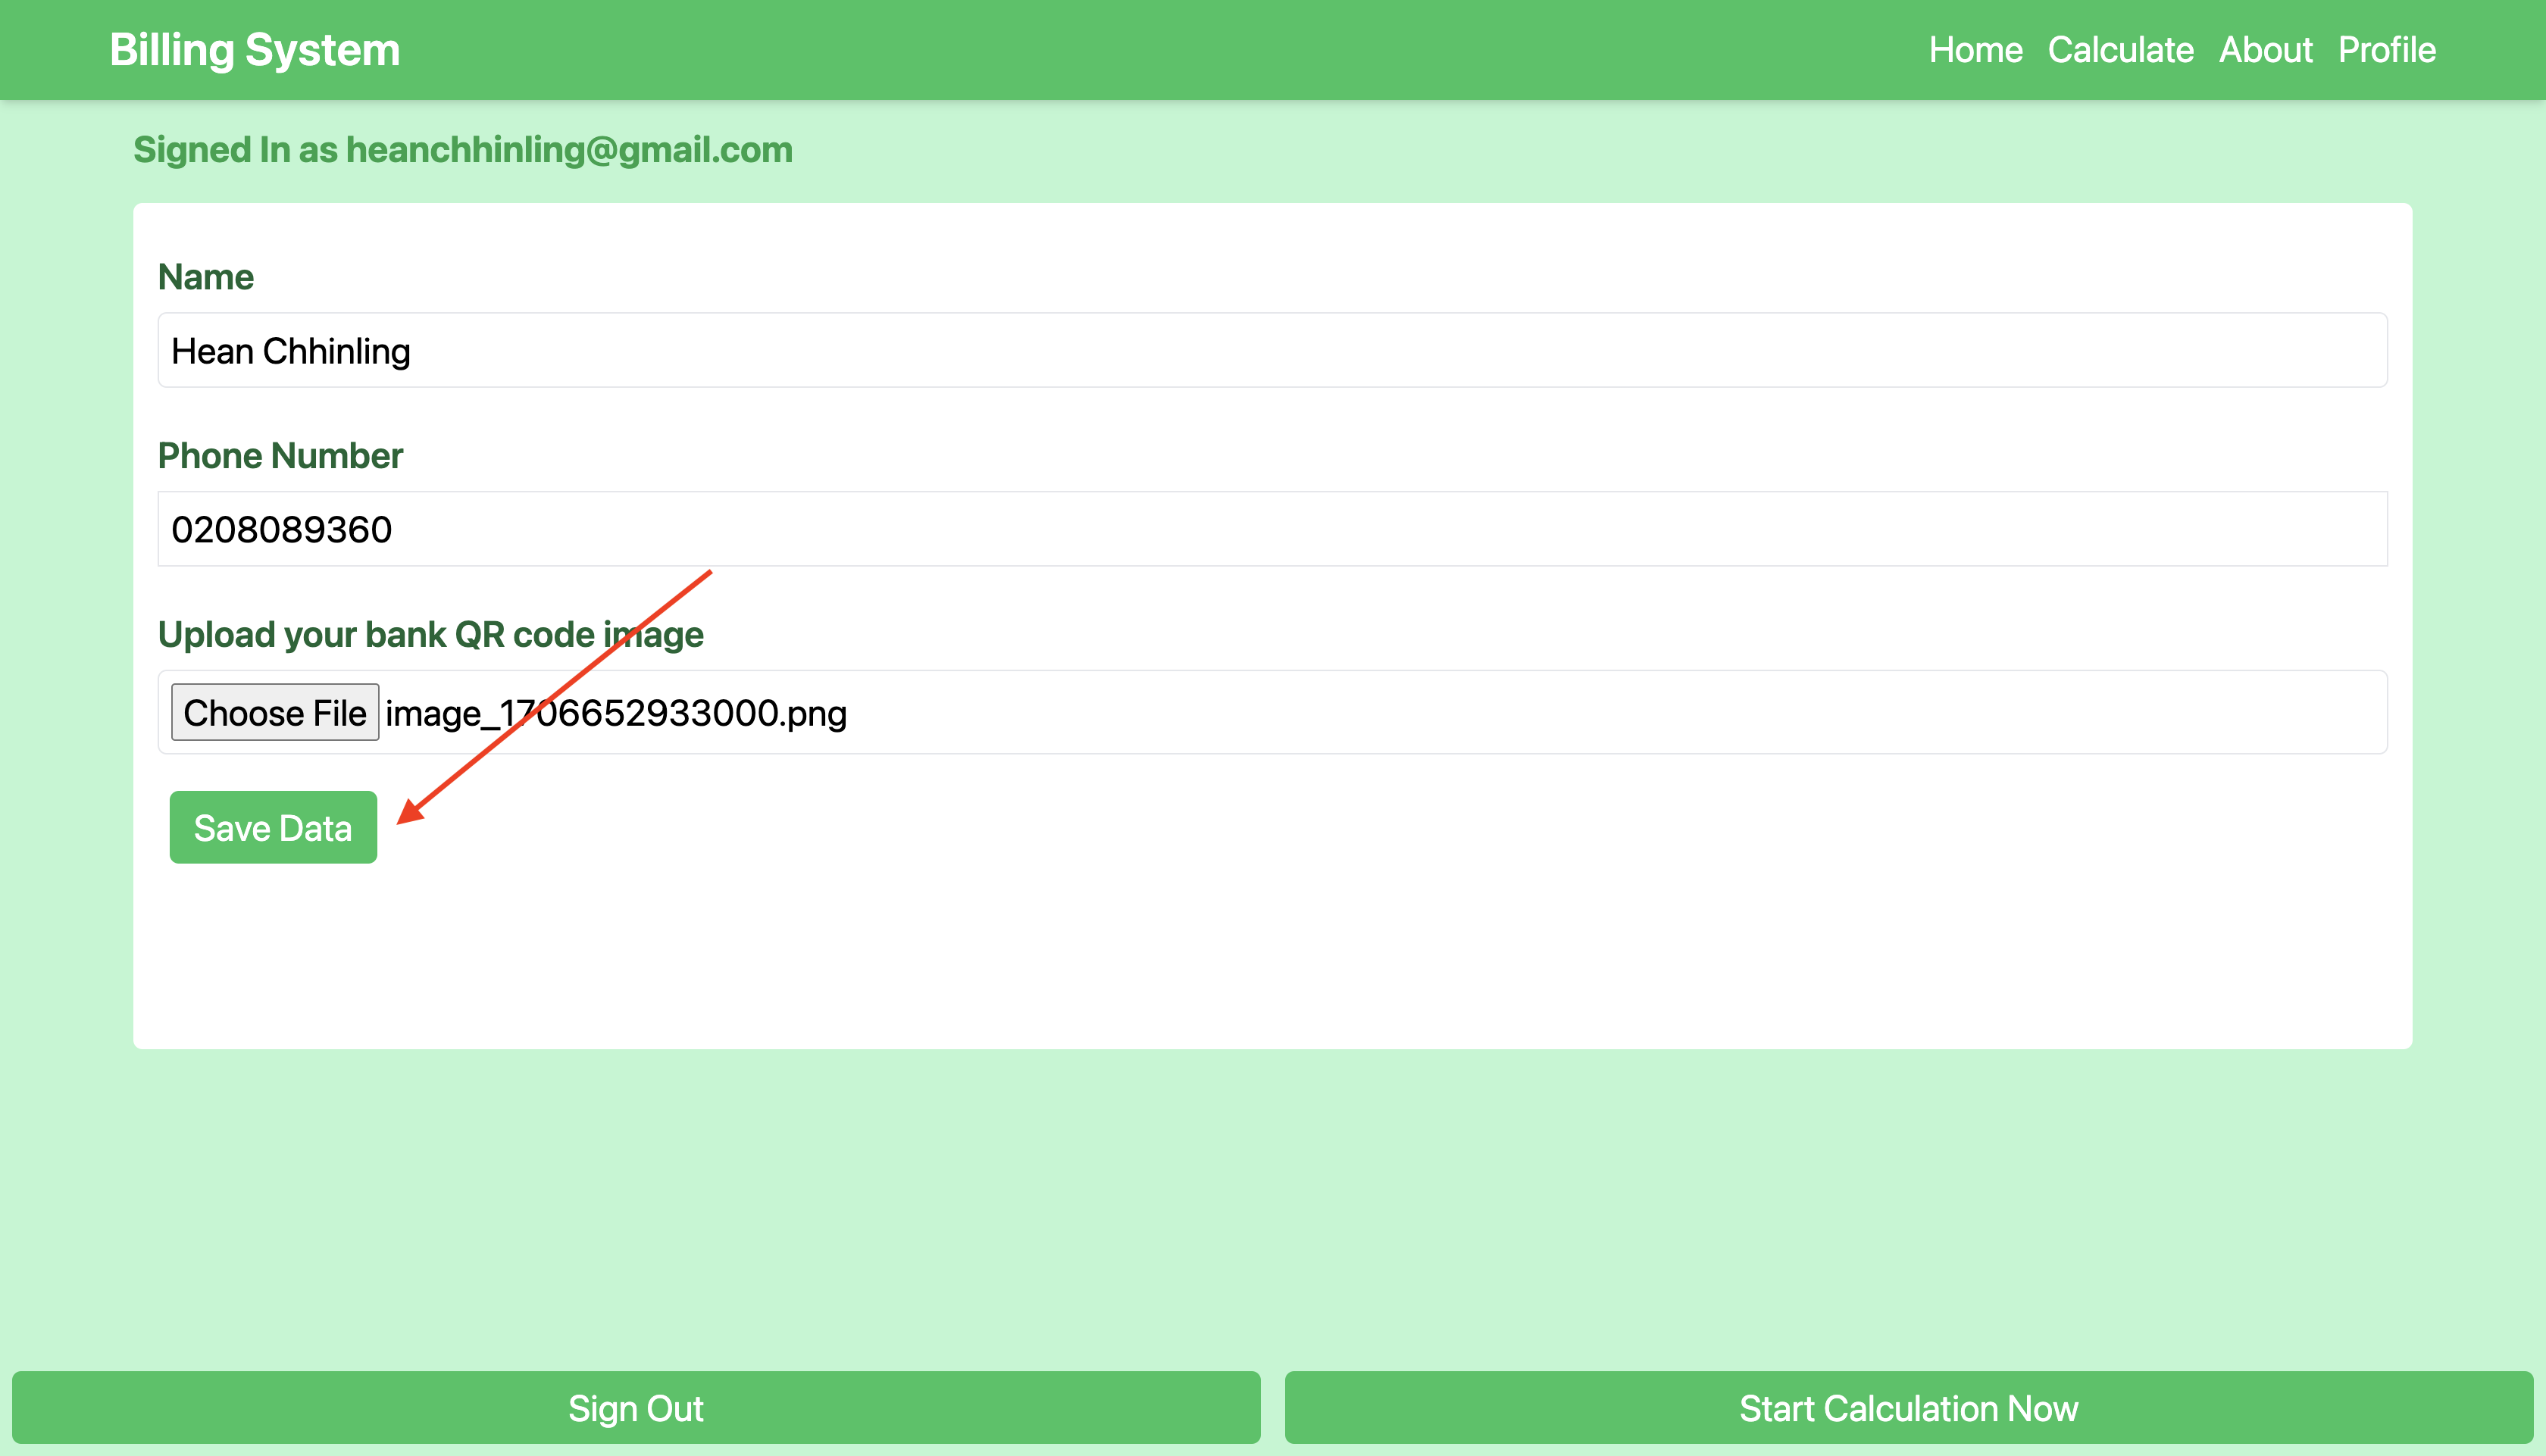 Billing System
Home Calculate About Profile
Signed In as heanchhinling@gmail.com
Name
Hean Chhinling
Phone Number
0208089360
Upload your bank QR code image
Choose File image_1706652933000.png
Save Data
Sign Out
Start Calculation Now